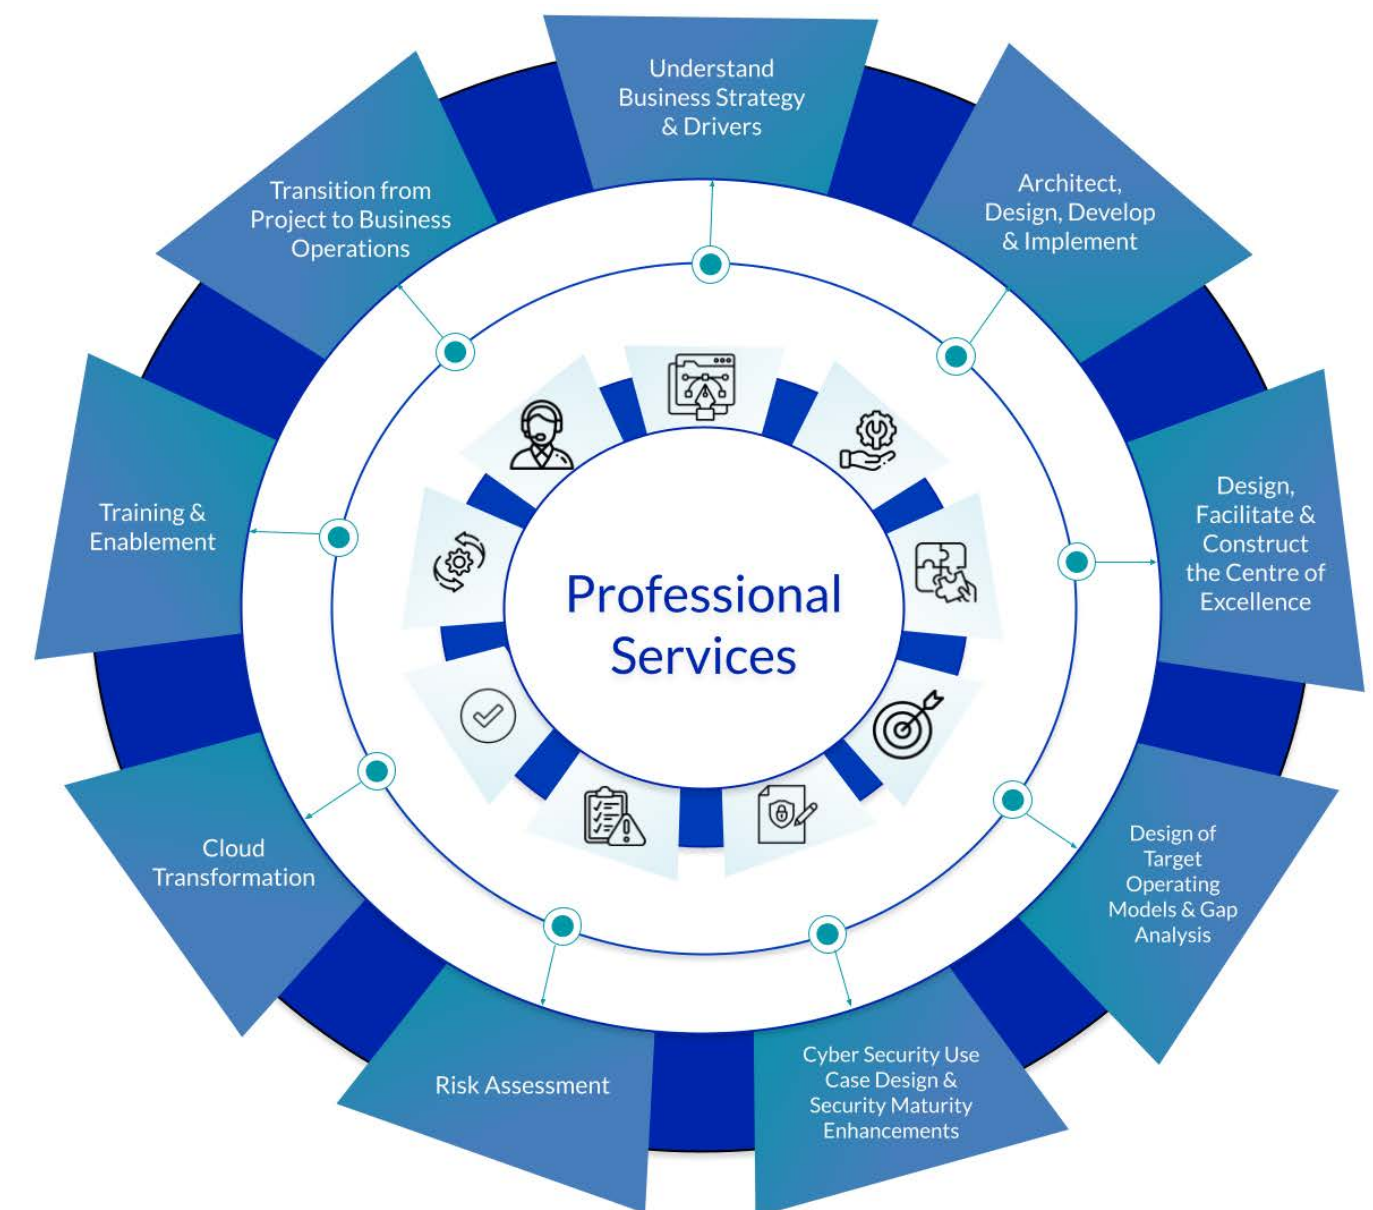 Understand
Business Strategy
& Drivers
Architect,
Design, Develop
& Implement
Design,
Facilitate &
Construct
the Centre of
Excellence
Design of
Target
Operating
Models & Gap
Analysis
Cyber Security Use
Case Design &
Security Maturity
Enhancements
Risk Assessment
Cloud
Transformation
Training &
Enablement
Transition from
Project to Business
Operations
Professional
Services